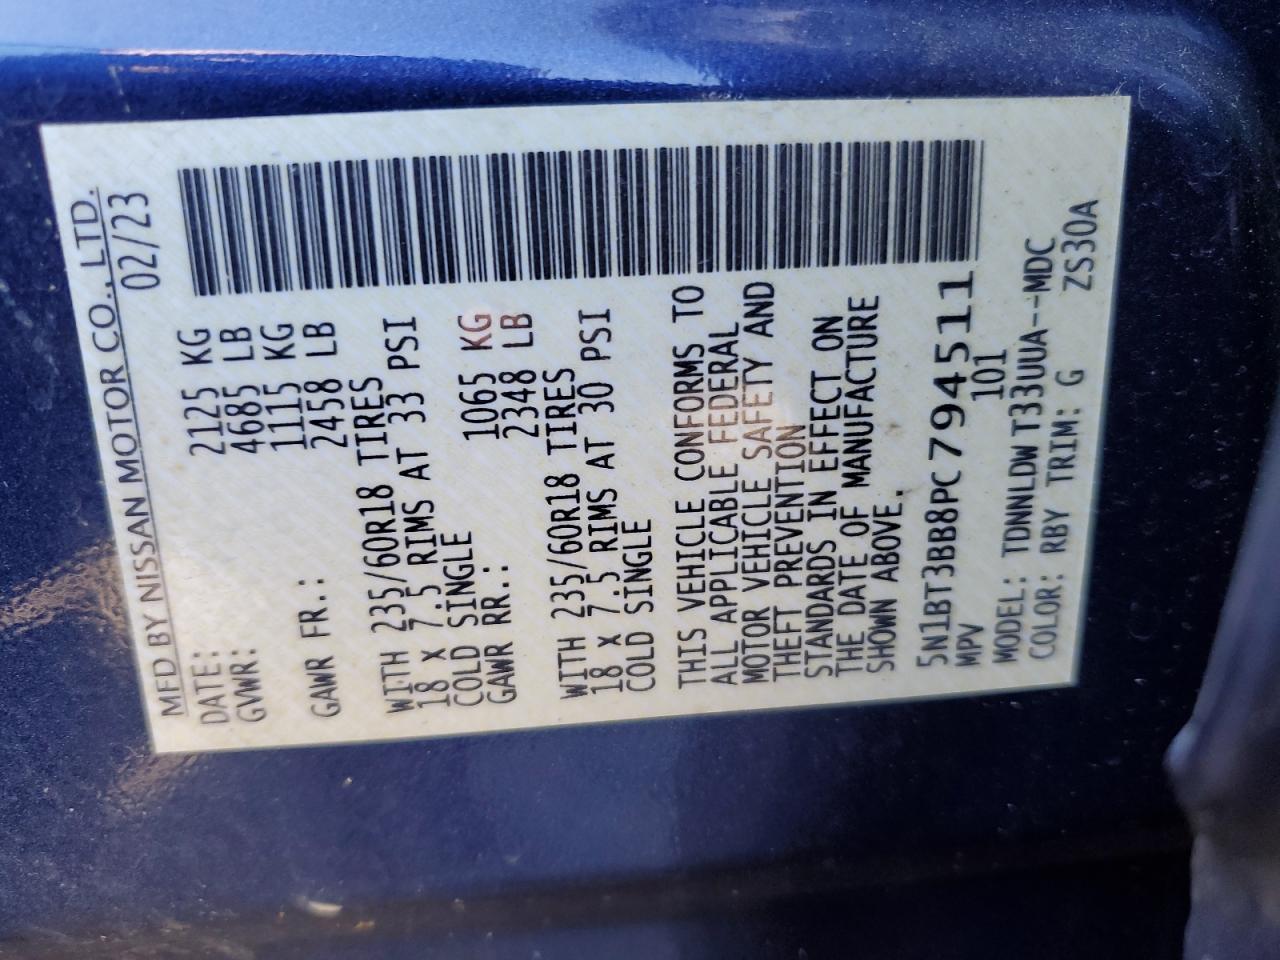 MFD BY NISSAN MOTOR CO., LTD.
DATE: 02/23
GVWR: 2125 KG
4685 LB
GAWR FR.: 1115 KG
2458 LB
WITH 235/60R18 TIRES
18 X 7.5 RIMS AT 33 PSI
COLD SINGLE
GAWR RR.: 1065 KG
2348 LB
WITH 235/60R18 TIRES
18 X 7.5 RIMS AT 30 PSI
COLD SINGLE
THIS VEHICLE CONFORMS TO
ALL APPLICABLE FEDERAL
MOTOR VEHICLE SAFETY AND
THEFT PREVENTION
STANDARDS IN EFFECT ON
THE DATE OF MANUFACTURE
SHOWN ABOVE.
5N1BT3BB8PC794511
MPV 101
MODEL: TDNNLDW T33UUA--MDC
COLOR: RBY TRIM: G ZS30A